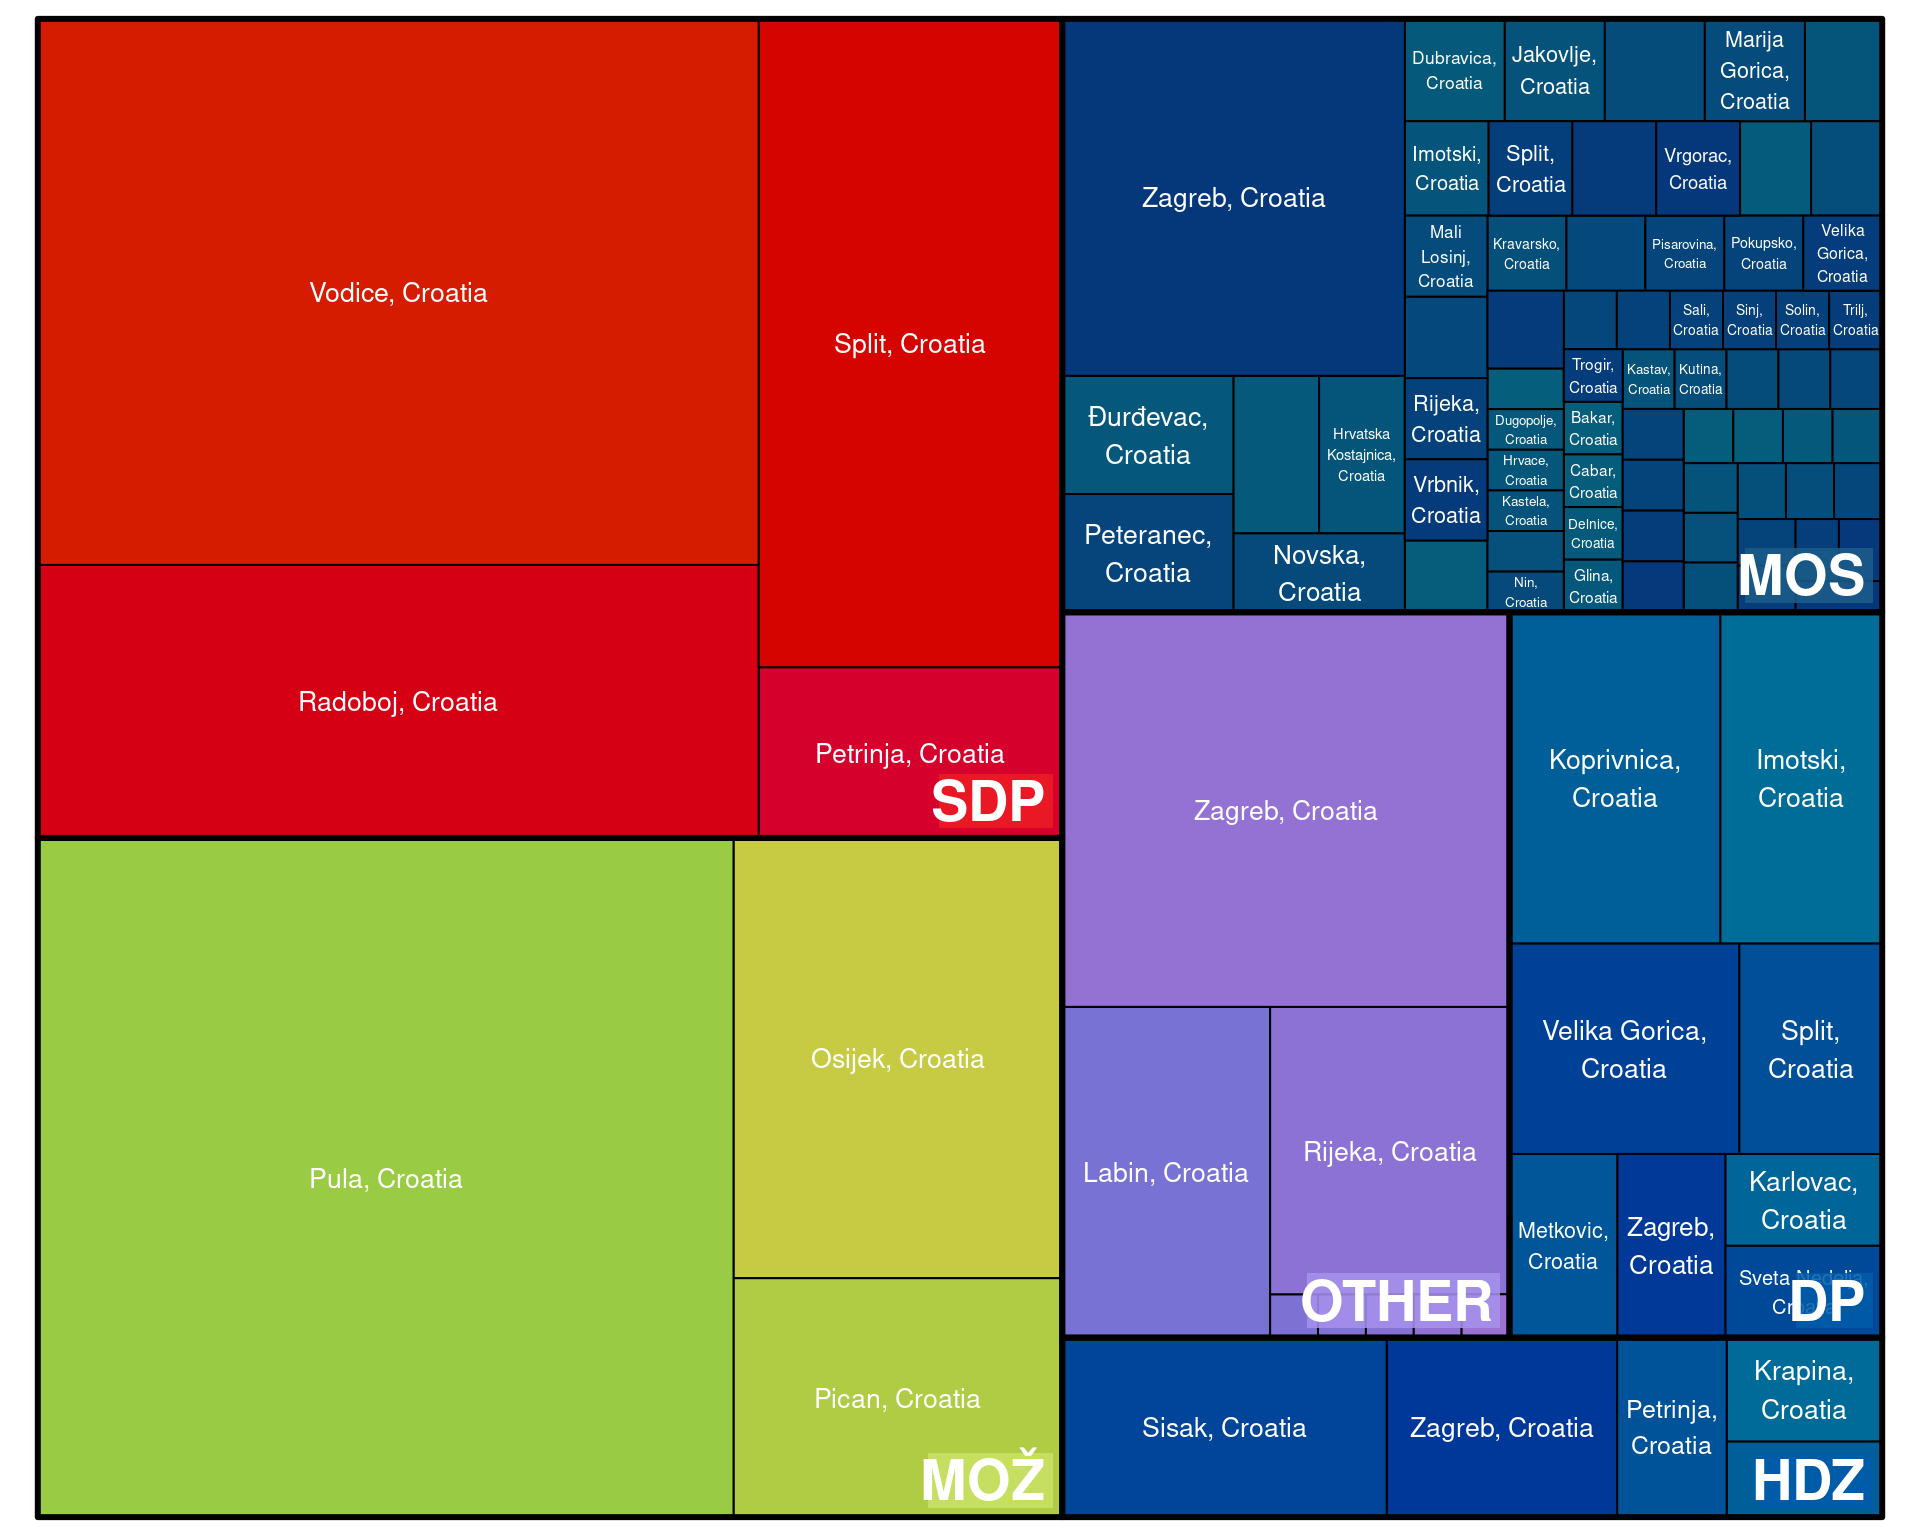 Vodice, Croatia
Split, Croatia
Radoboj, Croatia
Petrinja, Croatia
SDP
Pula, Croatia
Osijek, Croatia
Pican, Croatia
MOŽ
Zagreb, Croatia
Đurđevac,
Croatia
Peteranec,
Croatia
Hrvatska
Kostajnica,
Croatia
Novska,
Croatia
Dubravica,
Croatia
Jakovlje,
Croatia
Marija
Gorica,
Croatia
Imotski,
Croatia
Split,
Croatia
Vrgorac,
Croatia
Mali
Losinj,
Croatia
Kravarsko,
Croatia
Pisarovina,
Croatia
Pokupsko,
Croatia
Velika
Gorica,
Croatia
Sali,
Croatia
Sinj,
Croatia
Solin,
Croatia
Trilj,
Croatia
Rijeka,
Croatia
Vrbnik,
Croatia
Trogir,
Croatia
Kastav,
Croatia
Kutina,
Croatia
Dugopolje,
Croatia
Hrvace,
Croatia
Kastela,
Croatia
Nin,
Croatia
Bakar,
Croatia
Cabar,
Croatia
Delnice,
Croatia
Glina,
Croatia
MOS
Zagreb, Croatia
Labin, Croatia
Rijeka, Croatia
OTHER
Koprivnica,
Croatia
Imotski,
Croatia
Velika Gorica,
Croatia
Split,
Croatia
Metkovic,
Croatia
Zagreb,
Croatia
Karlovac,
Croatia
Sveta Nedelja,
Croatia
DP
Sisak, Croatia
Zagreb, Croatia
Petrinja,
Croatia
Krapina,
Croatia
HDZ